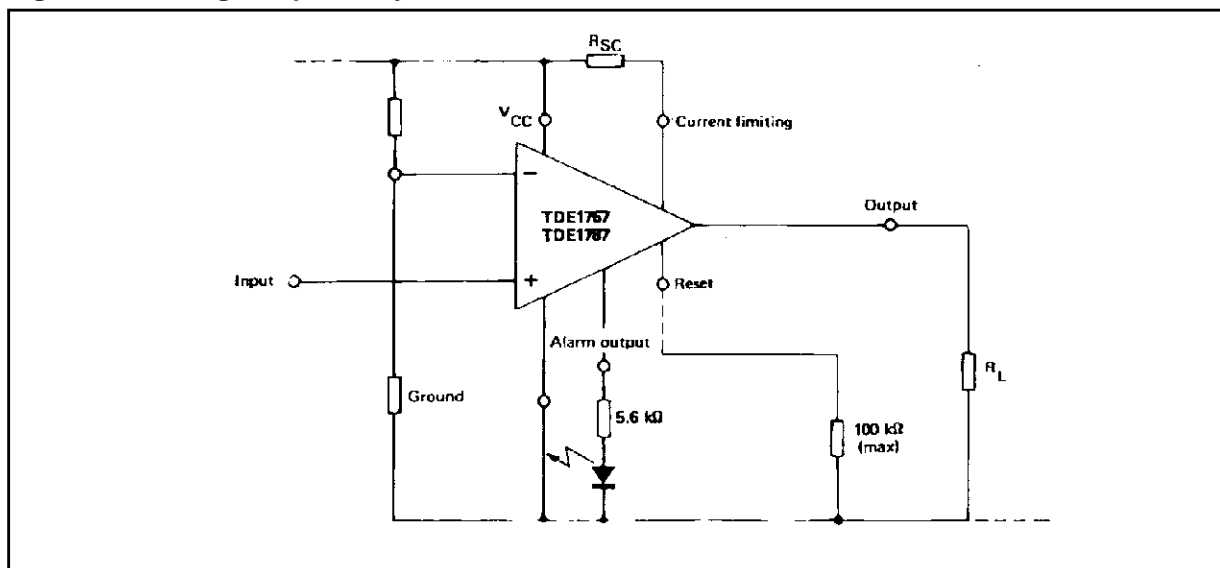 RSC
VCC
Current limiting
−
TDE1767
TDE1787
Output
Input
+
Reset
Alarm output
RL
Ground
5.6 kΩ
100 kΩ
(max)